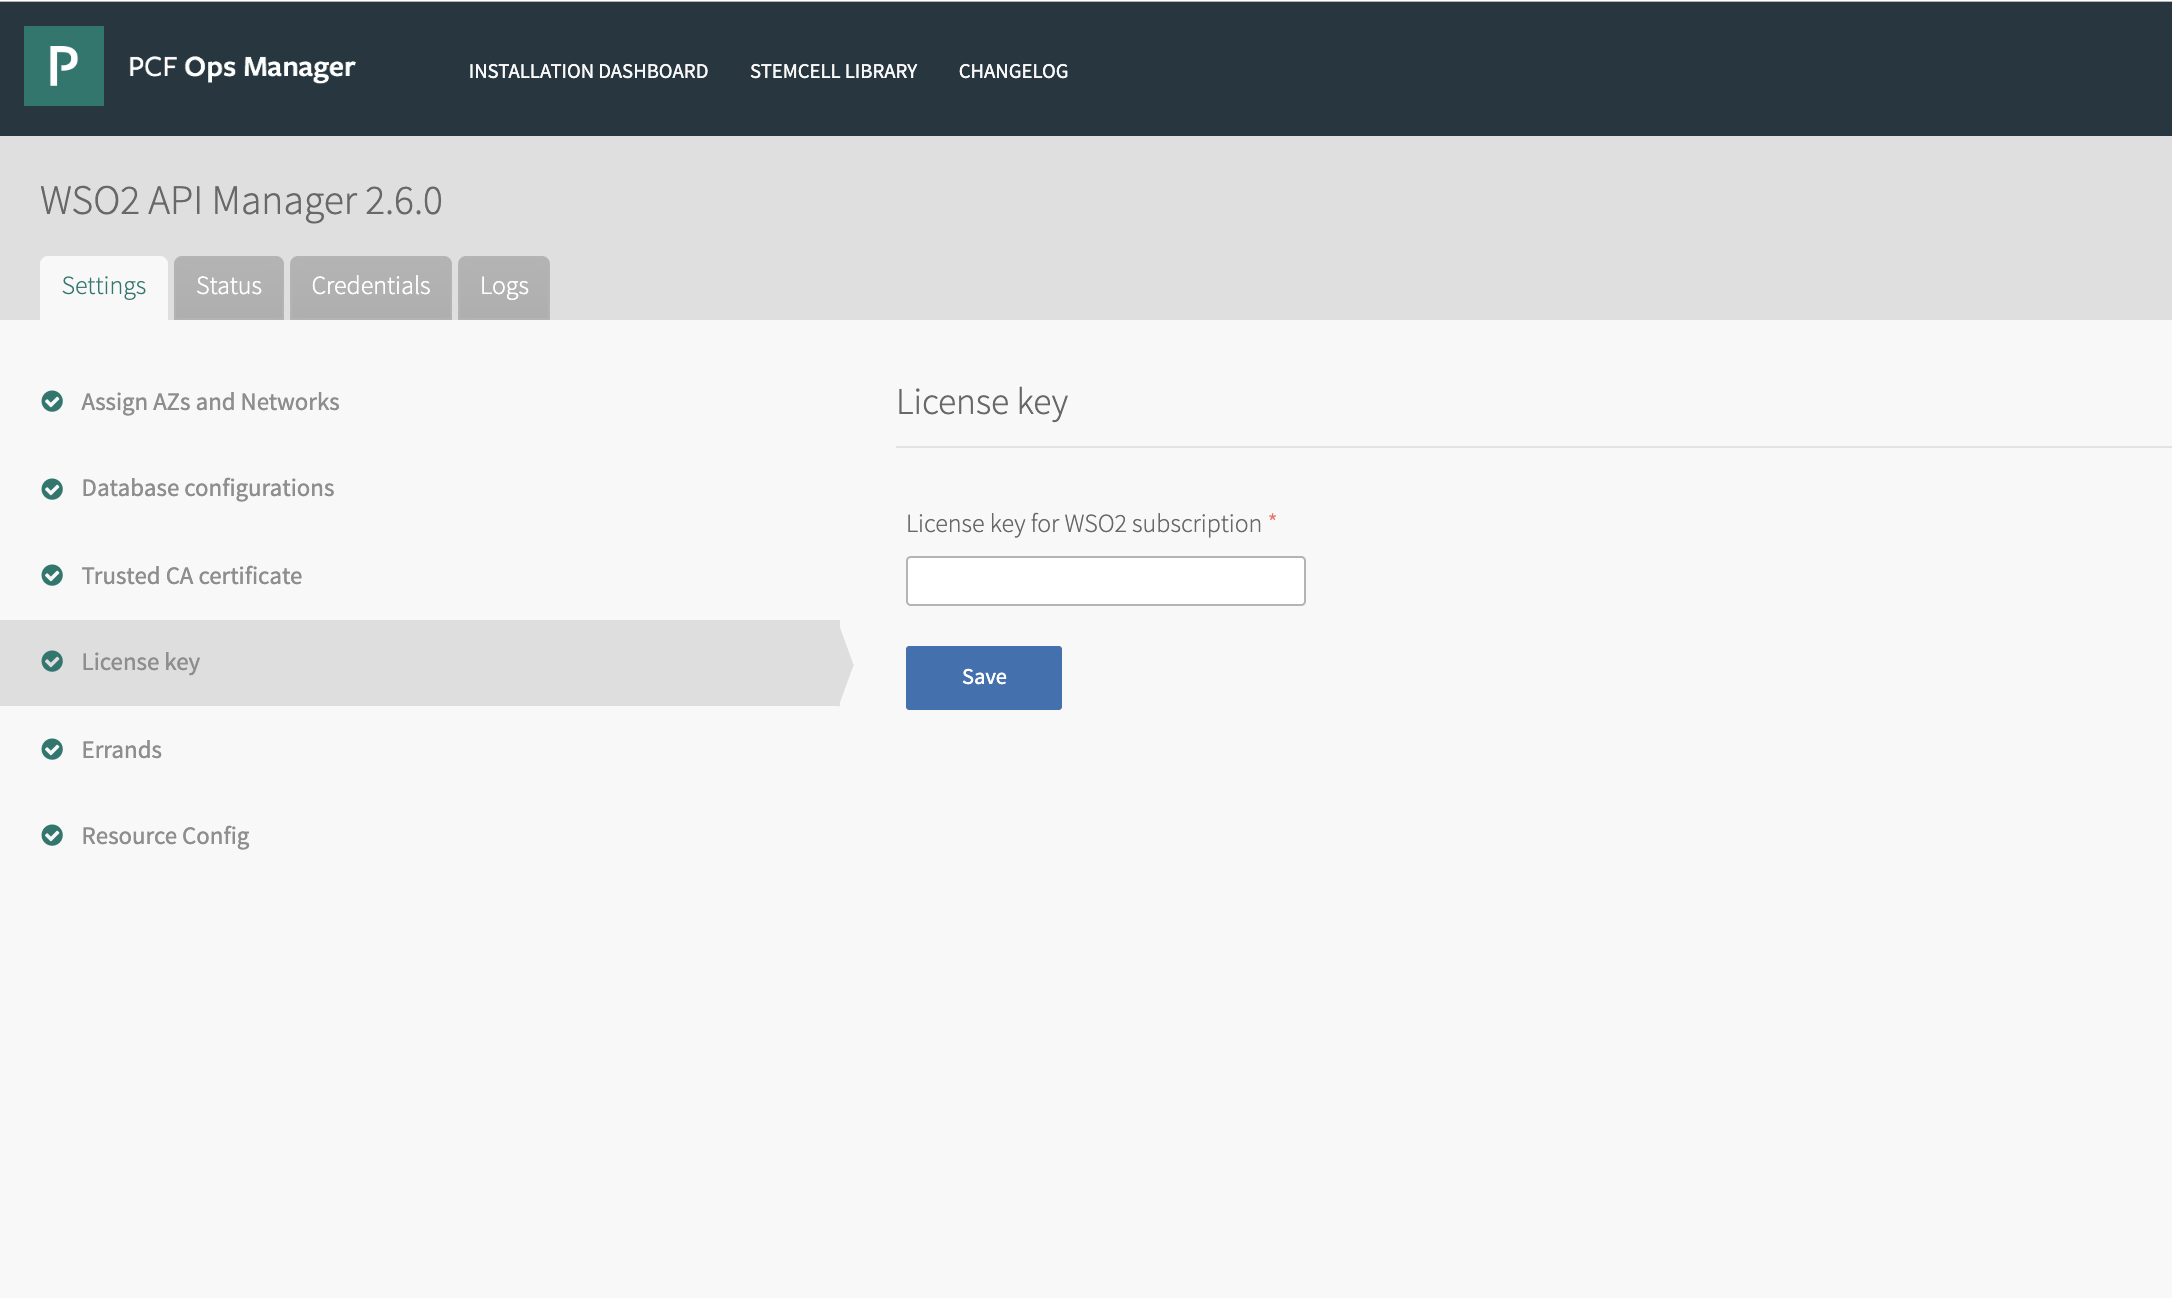 P
PCF Ops Manager
INSTALLATION DASHBOARD
STEMCELL LIBRARY
CHANGELOG
WSO2 API Manager 2.6.0
Settings
Status
Credentials
Logs
Assign AZs and Networks
Database configurations
Trusted CA certificate
License key
Errands
Resource Config
License key
License key for WSO2 subscription *
Save